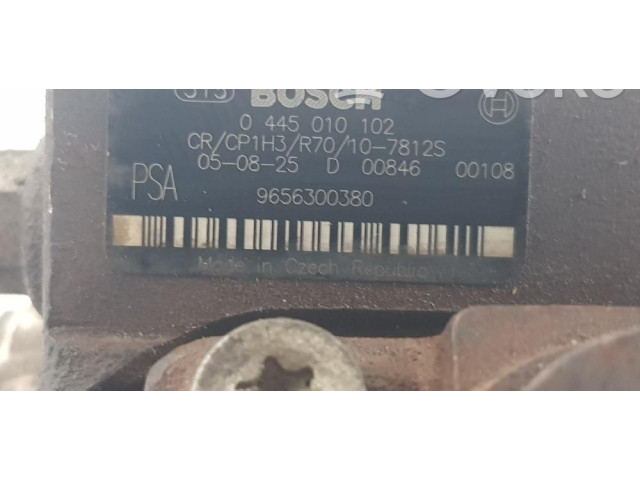 BOSCH
0 445 010 102
CR/CP1H3/R70/10-7812S
05-08-25 D 00846 00108
PSA 9656300380
Made in Czech Republic